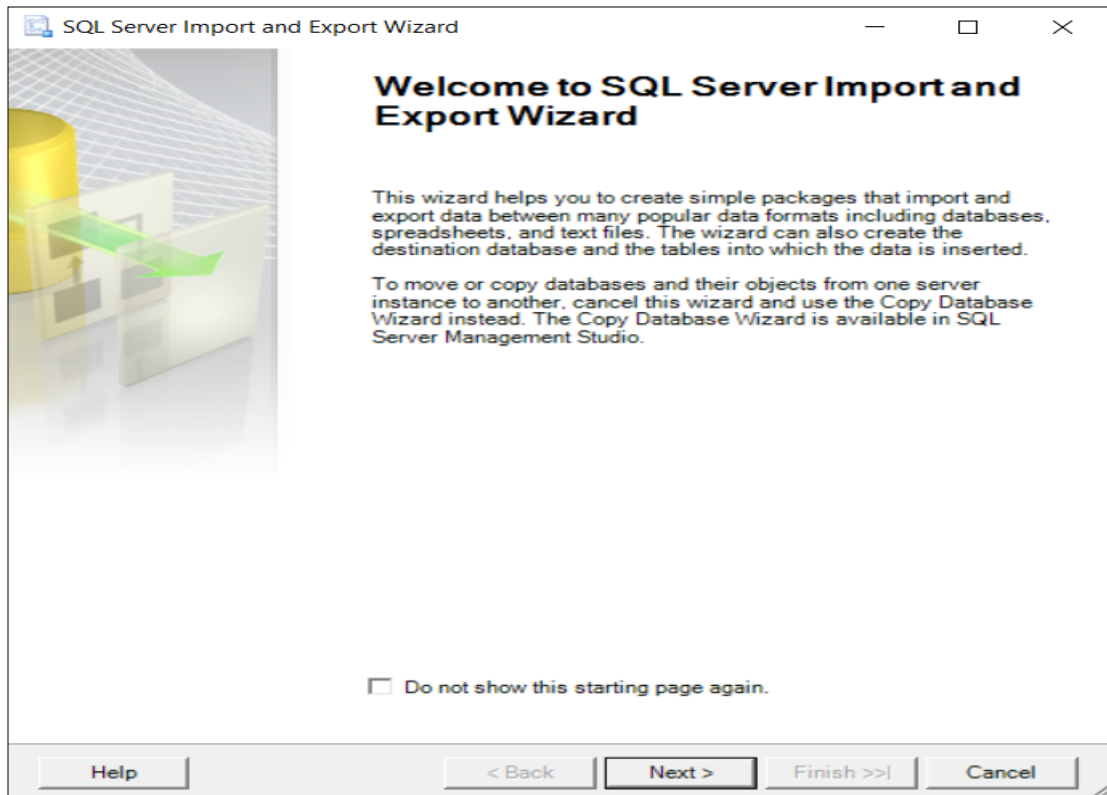 SQL Server Import and Export Wizard
Welcome to SQL Server Import and
Export Wizard
This wizard helps you to create simple packages that import and
export data between many popular data formats including databases,
spreadsheets, and text files. The wizard can also create the
destination database and the tables into which the data is inserted.
To move or copy databases and their objects from one server
instance to another, cancel this wizard and use the Copy Database
Wizard instead. The Copy Database Wizard is available in SQL
Server Management Studio.
Do not show this starting page again.
Help < Back Next > Finish >>| Cancel